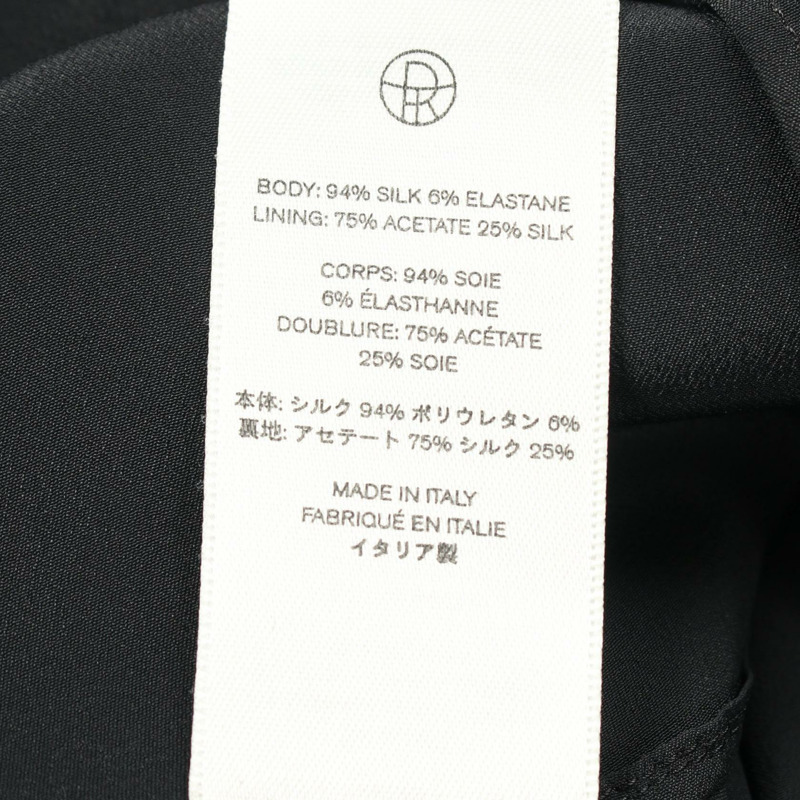 BODY: 94% SILK 6% ELASTANE
LINING: 75% ACETATE 25% SILK
CORPS: 94% SOIE
6% ÉLASTHANNE
DOUBLURE: 75% ACÉTATE
25% SOIE
本体: シルク 94% ポリウレタン 6%
裏地: アセテート 75% シルク 25%
MADE IN ITALY
FABRIQUÉ EN ITALIE
イタリア製